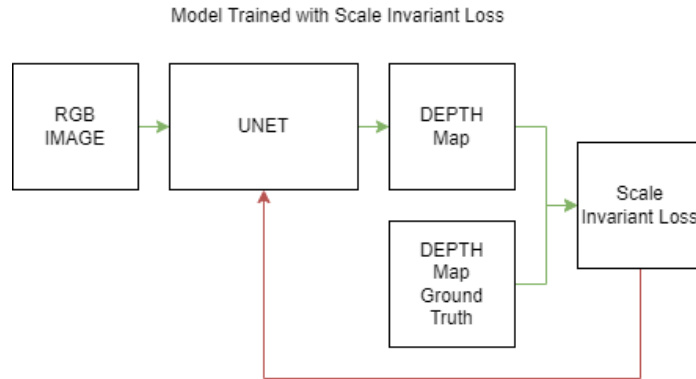 Model Trained with Scale Invariant Loss
RGB
IMAGE
UNET
DEPTH
Map
DEPTH
Map
Ground
Truth
Scale
Invariant Loss